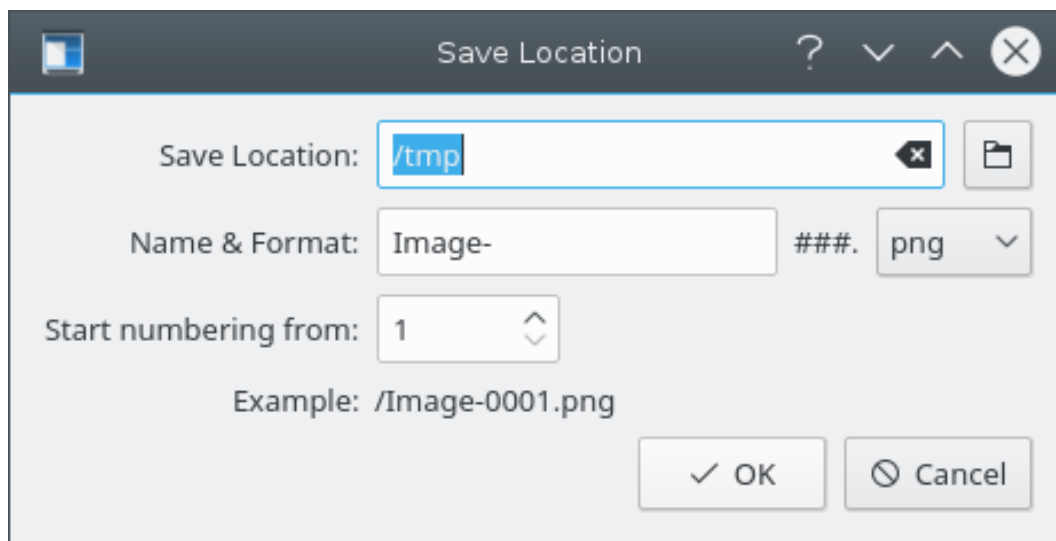 Save Location
Save Location: /tmp
Name & Format: Image- ###. png
Start numbering from: 1
Example: /Image-0001.png
OK Cancel